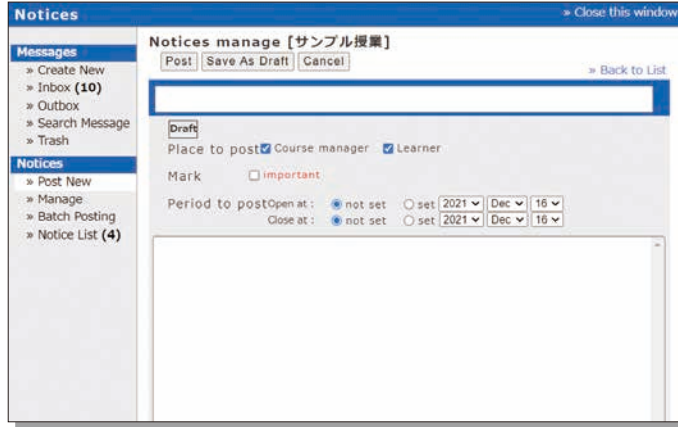 Notices
» Close this window
Messages
» Create New
» Inbox (10)
» Outbox
» Search Message
» Trash
Notices
» Post New
» Manage
» Batch Posting
» Notice List (4)
Notices manage [サンプル授業]
Post Save As Draft Cancel
» Back to List
Draft
Place to post Course manager Learner
Mark important
Period to post Open at : not set set 2021 Dec 16
Close at : not set set 2021 Dec 16